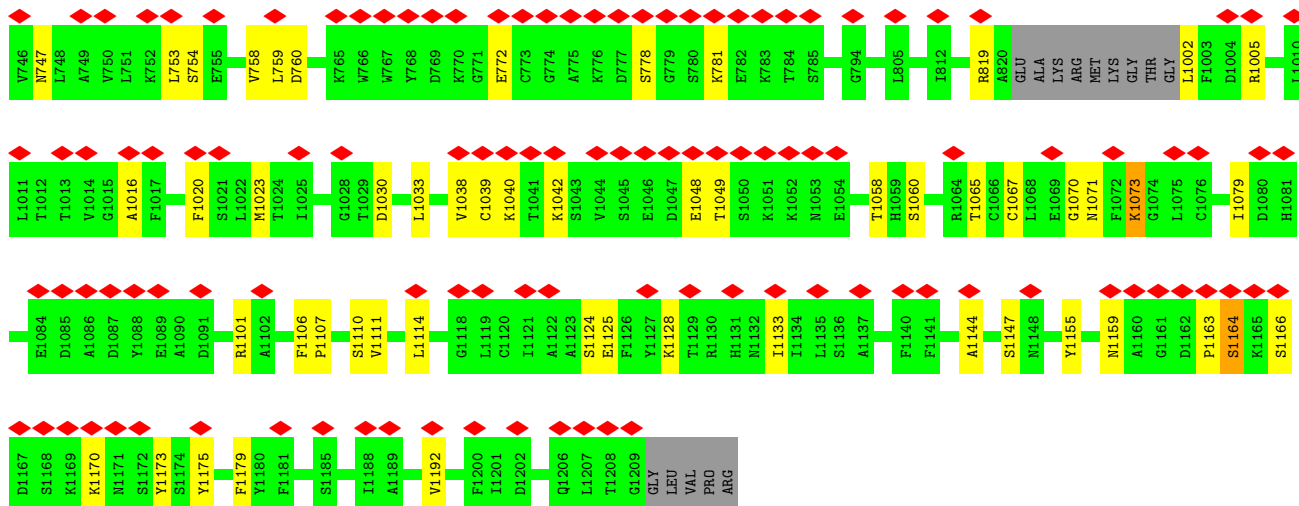 V746 N747 L748 A749 V750 L751 K752 L753 S754 E755 V758 L759 D760 K765 W766 W767 Y768 D769 K770 G771 E772 C773 G774 A775 K776 D777 S778 G779 S780 K781 E782 K783 T784 S785 G794 L805 I812 R819 A820 GLU ALA LYS ARG MET LYS GLY THR GLY L1002 F1003 D1004 R1005 L1010
L1011 T1012 T1013 V1014 G1015 A1016 F1017 F1020 S1021 L1022 M1023 T1024 I1025 G1028 T1029 D1030 L1033 V1038 C1039 K1040 T1041 K1042 S1043 V1044 S1045 E1046 D1047 E1048 T1049 S1050 K1051 K1052 N1053 E1054 T1058 H1059 S1060 R1064 T1065 C1066 C1067 L1068 E1069 G1070 N1071 F1072 K1073 G1074 L1075 C1076 I1079 D1080 H1081
E1084 D1085 A1086 D1087 Y1088 E1089 A1090 D1091 R1101 A1102 F1106 P1107 S1110 V1111 L1114 G1118 L1119 C1120 I1121 A1122 A1123 S1124 E1125 F1126 Y1127 K1128 T1129 R1130 H1131 N1132 I1133 I1134 L1135 S1136 A1137 F1140 F1141 A1144 S1147 N1148 Y1155 N1159 A1160 G1161 D1162 P1163 S1164 K1165 S1166
D1167 S1168 K1169 K1170 N1171 S1172 Y1173 S1174 Y1175 F1179 Y1180 F1181 S1185 I1188 A1189 V1192 F1200 I1201 D1202 Q1206 L1207 T1208 G1209 GLY LEU VAL PRO ARG